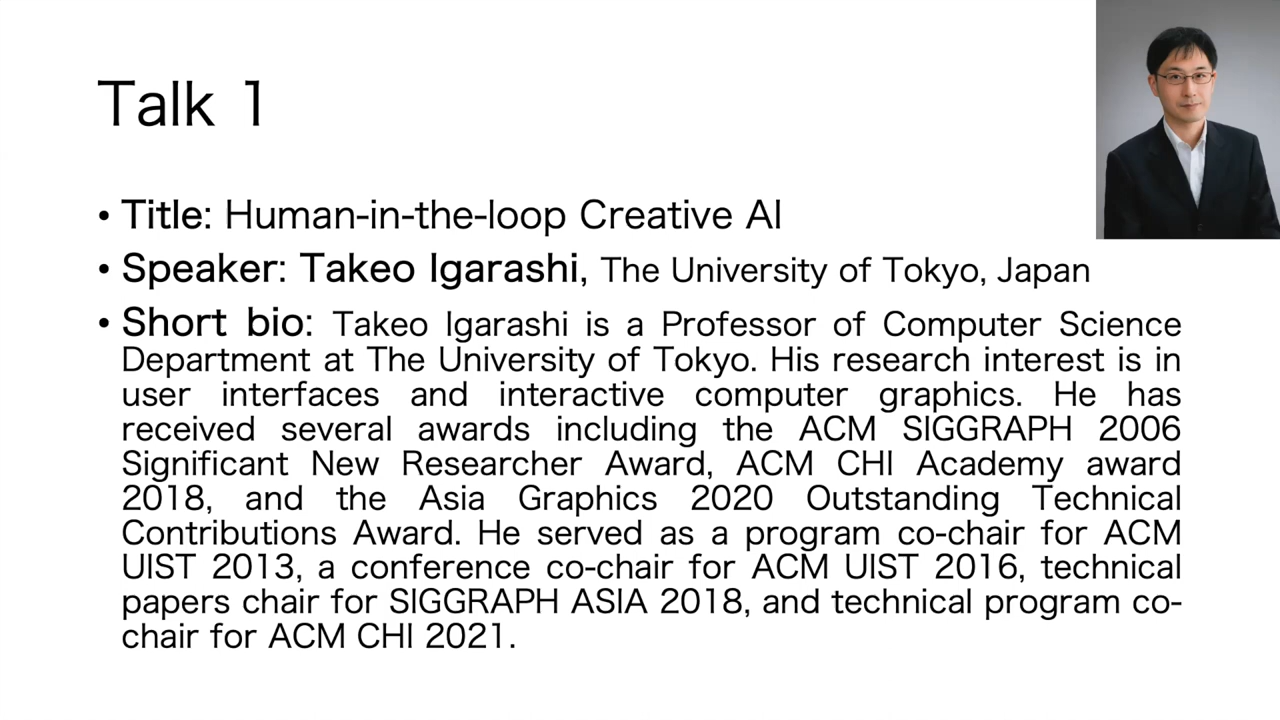 Talk 1
• Title: Human-in-the-loop Creative AI
• Speaker: Takeo Igarashi, The University of Tokyo, Japan
• Short bio: Takeo Igarashi is a Professor of Computer Science
Department at The University of Tokyo. His research interest is in
user interfaces and interactive computer graphics. He has
received several awards including the ACM SIGGRAPH 2006
Significant New Researcher Award, ACM CHI Academy award
2018, and the Asia Graphics 2020 Outstanding Technical
Contributions Award. He served as a program co-chair for ACM
UIST 2013, a conference co-chair for ACM UIST 2016, technical
papers chair for SIGGRAPH ASIA 2018, and technical program co-
chair for ACM CHI 2021.